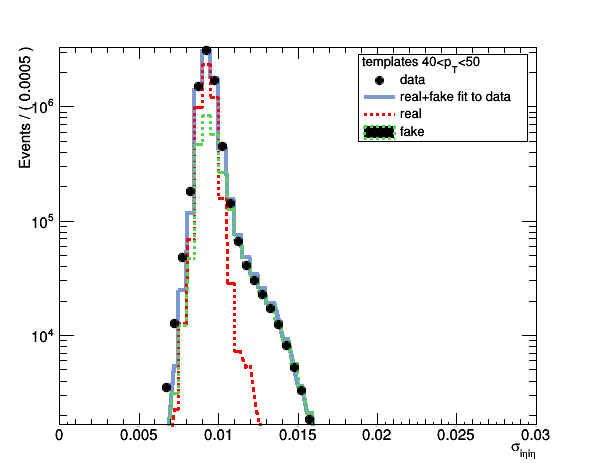 templates 40<p_T<50
data
real+fake fit to data
real
fake
Events / ( 0.0005 )
10^6
10^5
10^4
0 0.005 0.01 0.015 0.02 0.025 0.03
σ_iηiη